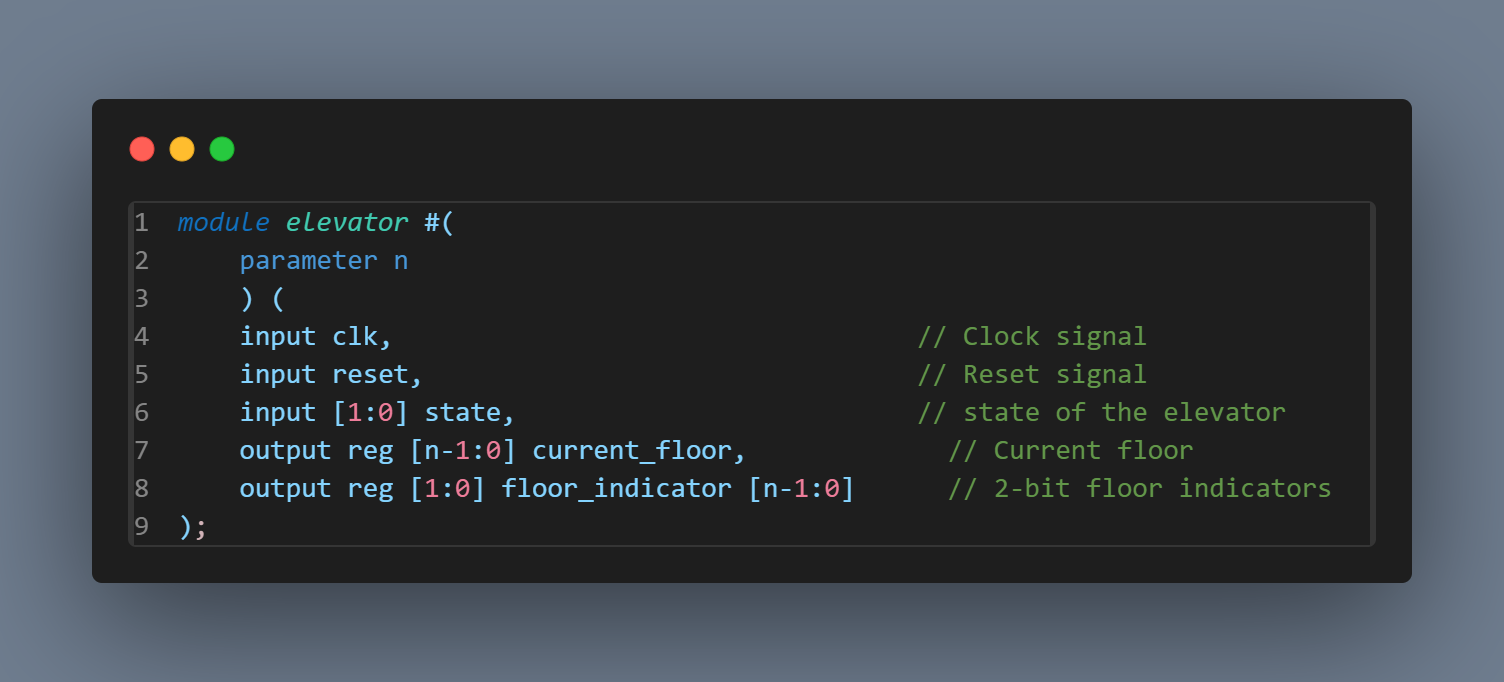 1 module elevator #(
2     parameter n
3     ) (
4     input clk,                                  // Clock signal
5     input reset,                                // Reset signal
6     input [1:0] state,                          // state of the elevator
7     output reg [n-1:0] current_floor,             // Current floor
8     output reg [1:0] floor_indicator [n-1:0]      // 2-bit floor indicators
9 );